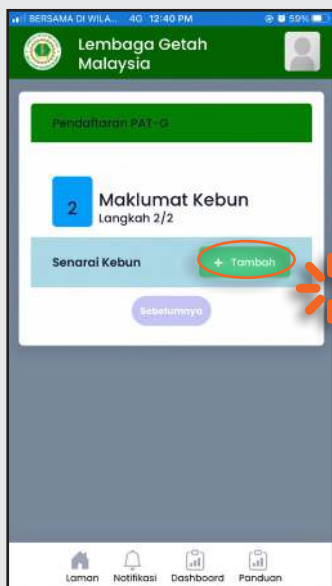 BERSAMA DI WILA... 4G 12:40 PM 59%
Lembaga Getah
Malaysia
Pendaftaran PAT-G
2 Maklumat Kebun
Langkah 2/2
Senarai Kebun + Tambah
Sebelumnya
Laman Notifikasi Dashboard Panduan